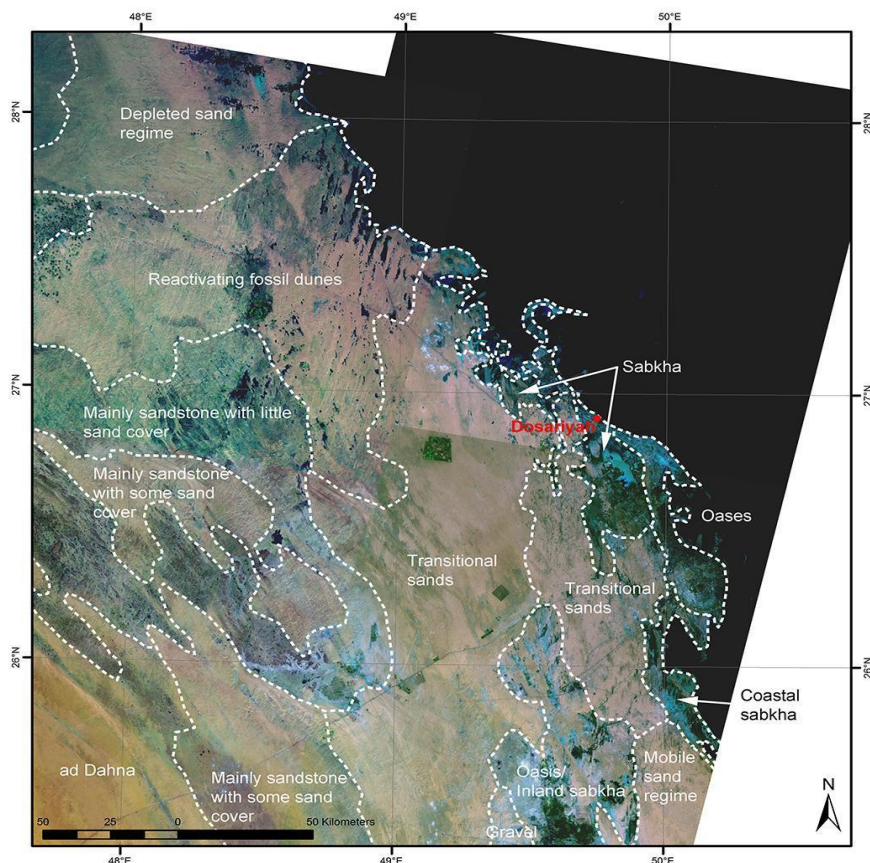 48°E
49°E
50°E
28°N
28°N
Depleted sand
regime
Reactivating fossil dunes
27°N
27°N
Sabkha
Mainly sandstone with little
sand cover
Dosariyah
Mainly sandstone
with some sand
cover
Oases
Transitional
sands
Transitional
sands
26°N
26°N
Coastal
sabkha
ad Dahna
Mainly sandstone
with some sand
cover
Oasis/
Inland sabkha
Mobile
sand
regime
Gravel
N
50
25
0
50 Kilometers
48°E
49°E
50°E